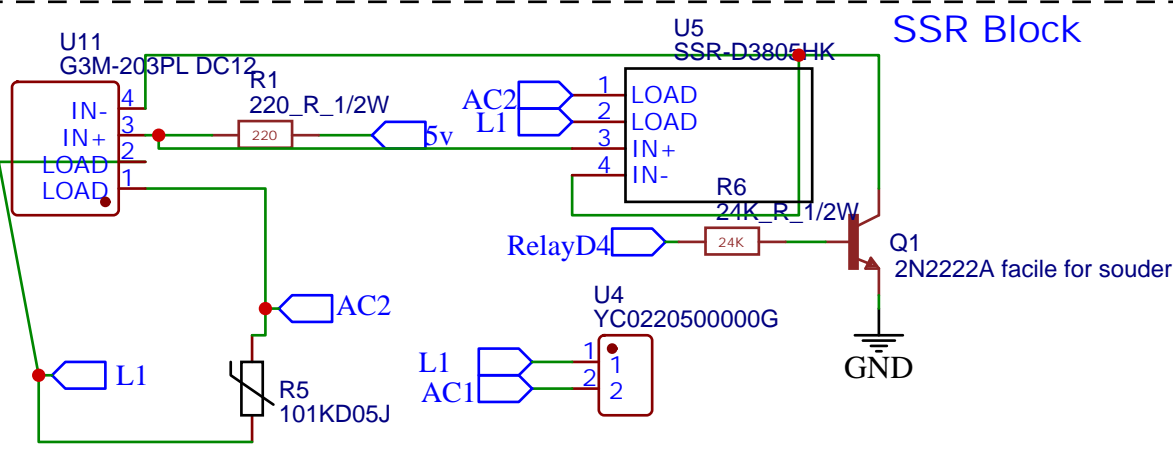 SSR Block
U11
G3M-203PL DC12
R1
220_R_1/2W
220
5v
IN- 4
IN+ 3
LOAD 2
LOAD 1
U5
SSR-D3805HK
AC2
L1
1 LOAD
2 LOAD
3 IN+
4 IN-
R6
24K_R_1/2W
RelayD4
24K
Q1
2N2222A facile for souder
GND
AC2
L1
R5
101KD05J
U4
YC0220500000G
L1
AC1
1 1
2 2